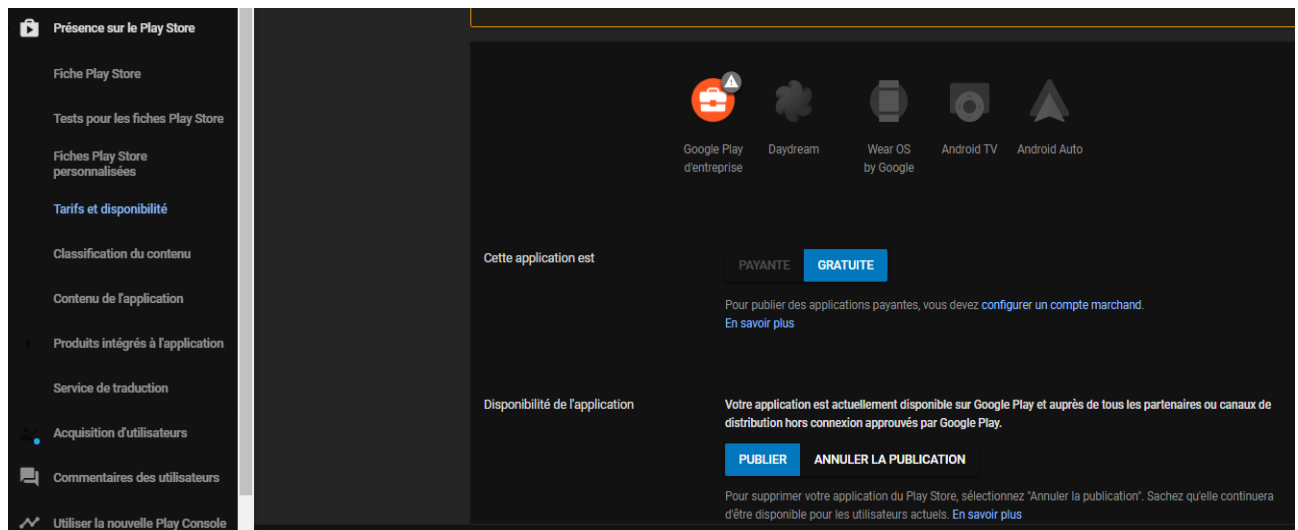 Présence sur le Play Store
Fiche Play Store
Tests pour les fiches Play Store
Fiches Play Store
personnalisées
Tarifs et disponibilité
Classification du contenu
Contenu de l'application
Produits intégrés à l'application
Service de traduction
Acquisition d'utilisateurs
Commentaires des utilisateurs
Utiliser la nouvelle Play Console
Google Play
d'entreprise
Daydream
Wear OS
by Google
Android TV
Android Auto
Cette application est
PAYANTE
GRATUITE
Pour publier des applications payantes, vous devez configurer un compte marchand.
En savoir plus
Disponibilité de l'application
Votre application est actuellement disponible sur Google Play et auprès de tous les partenaires ou canaux de
distribution hors connexion approuvés par Google Play.
PUBLIER
ANNULER LA PUBLICATION
Pour supprimer votre application du Play Store, sélectionnez "Annuler la publication". Sachez qu'elle continuera
d'être disponible pour les utilisateurs actuels. En savoir plus